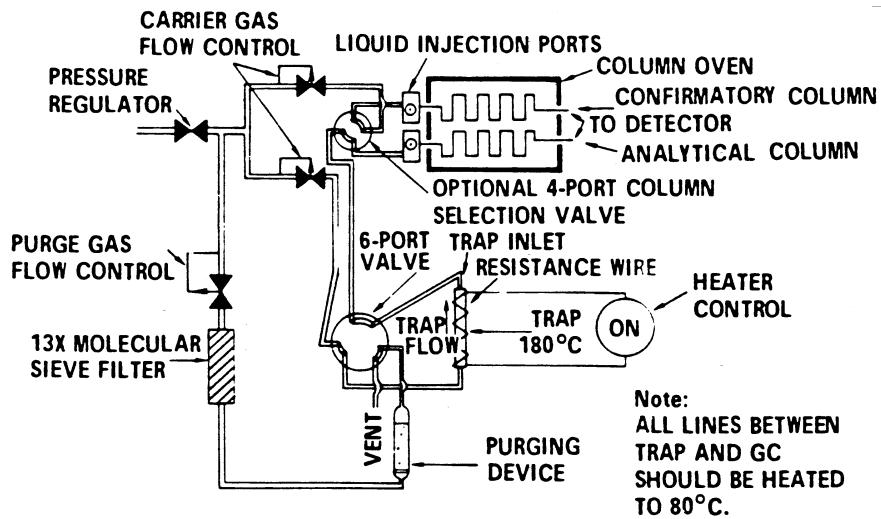 CARRIER GAS
FLOW CONTROL
LIQUID INJECTION PORTS
PRESSURE
REGULATOR
COLUMN OVEN
CONFIRMATORY COLUMN
TO DETECTOR
ANALYTICAL COLUMN
OPTIONAL 4-PORT COLUMN
SELECTION VALVE
PURGE GAS
FLOW CONTROL
6-PORT
VALVE
TRAP INLET
RESISTANCE WIRE
HEATER
CONTROL
TRAP
FLOW
TRAP
180°C
ON
13X MOLECULAR
SIEVE FILTER
VENT
PURGING
DEVICE
Note:
ALL LINES BETWEEN
TRAP AND GC
SHOULD BE HEATED
TO 80°C.